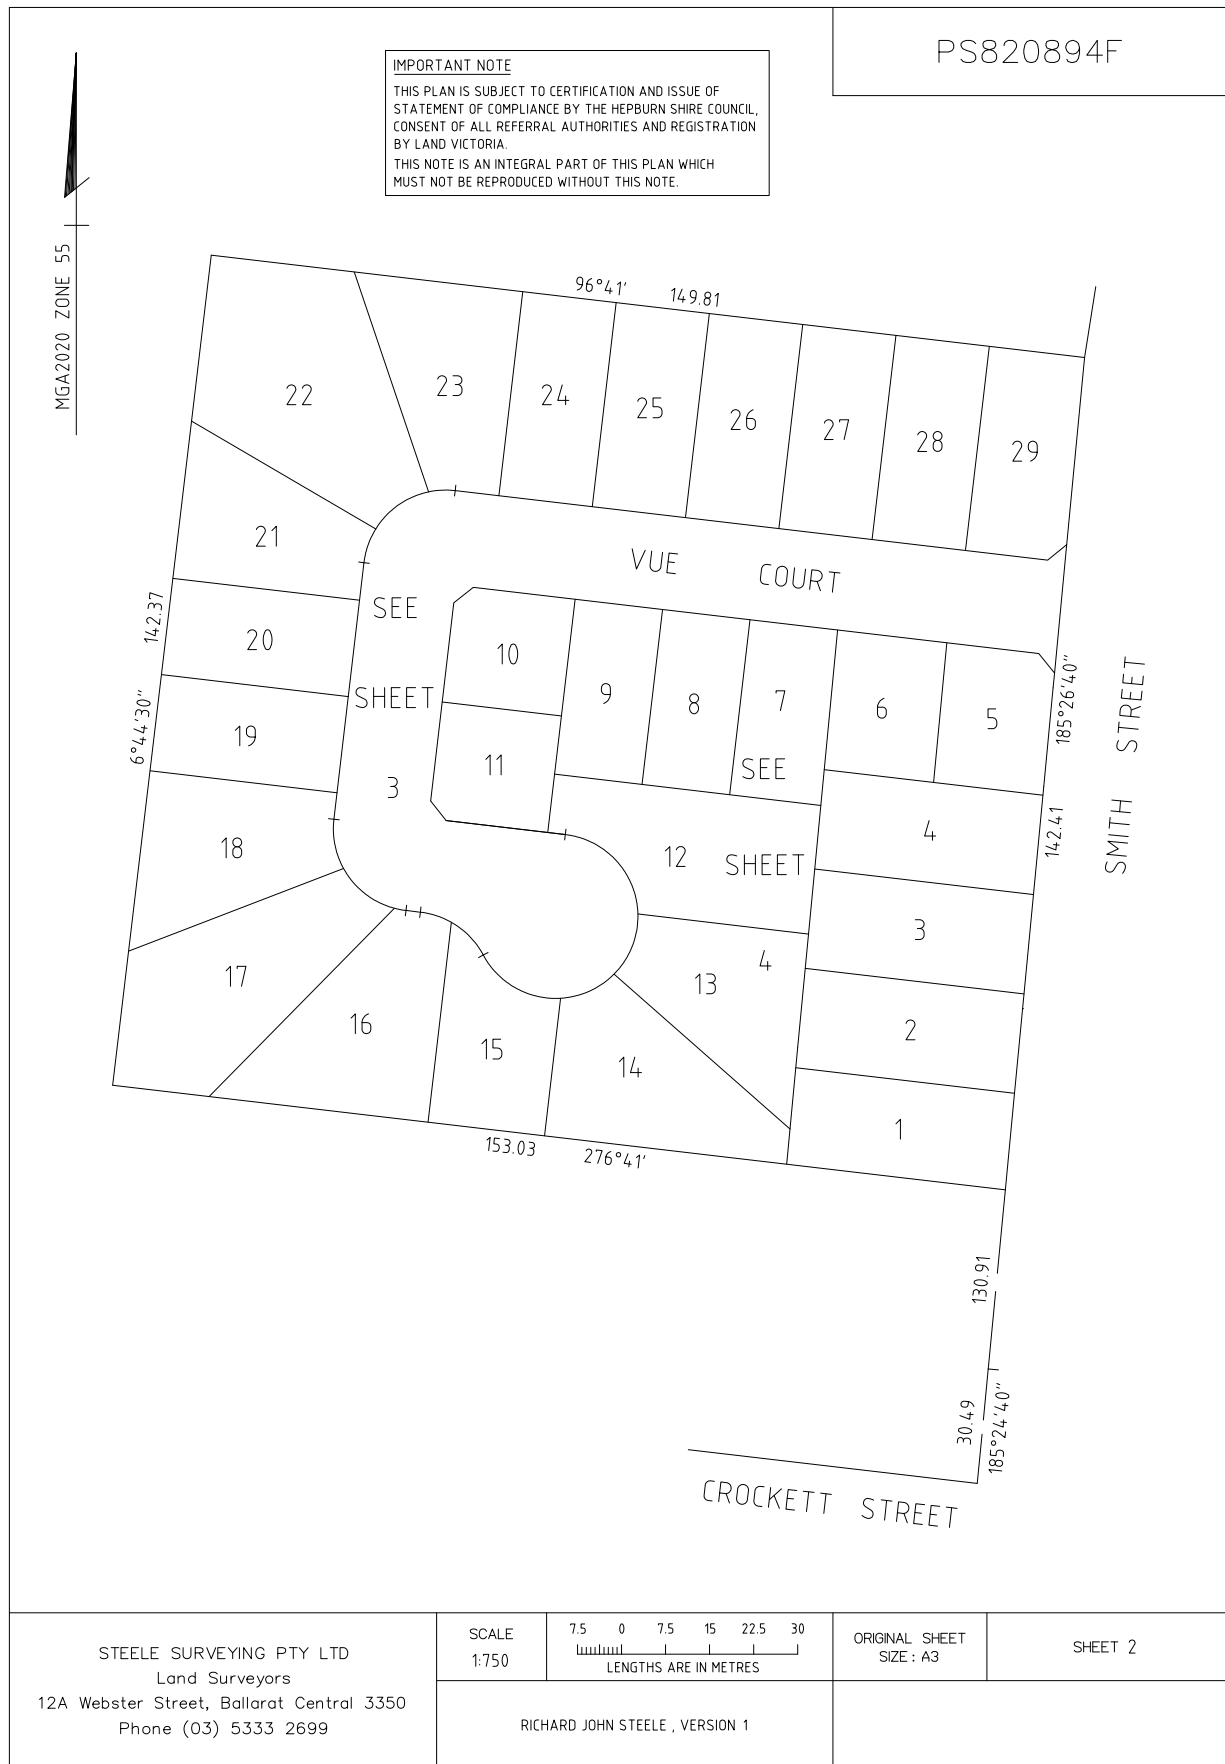 PS820894F
IMPORTANT NOTE
THIS PLAN IS SUBJECT TO CERTIFICATION AND ISSUE OF
STATEMENT OF COMPLIANCE BY THE HEPBURN SHIRE COUNCIL,
CONSENT OF ALL REFERRAL AUTHORITIES AND REGISTRATION
BY LAND VICTORIA.
THIS NOTE IS AN INTEGRAL PART OF THIS PLAN WHICH
MUST NOT BE REPRODUCED WITHOUT THIS NOTE.
MGA2020 ZONE 55
96°41' 149.81
22
23
24
25
26
27
28
29
21
VUE COURT
SEE
SHEET
3
20
19
18
17
16
15
14
13
12
11
10
9
8
7
6
5
SEE
SHEET
4
4
3
2
1
142.37
6°44'30"
185°26'40"
142.41
SMITH STREET
153.03 276°41'
130.91
30.49
185°24'40"
CROCKETT STREET
STEELE SURVEYING PTY LTD
Land Surveyors
12A Webster Street, Ballarat Central 3350
Phone (03) 5333 2699
SCALE
1:750
7.5 0 7.5 15 22.5 30
LENGTHS ARE IN METRES
ORIGINAL SHEET
SIZE : A3
SHEET 2
RICHARD JOHN STEELE , VERSION 1